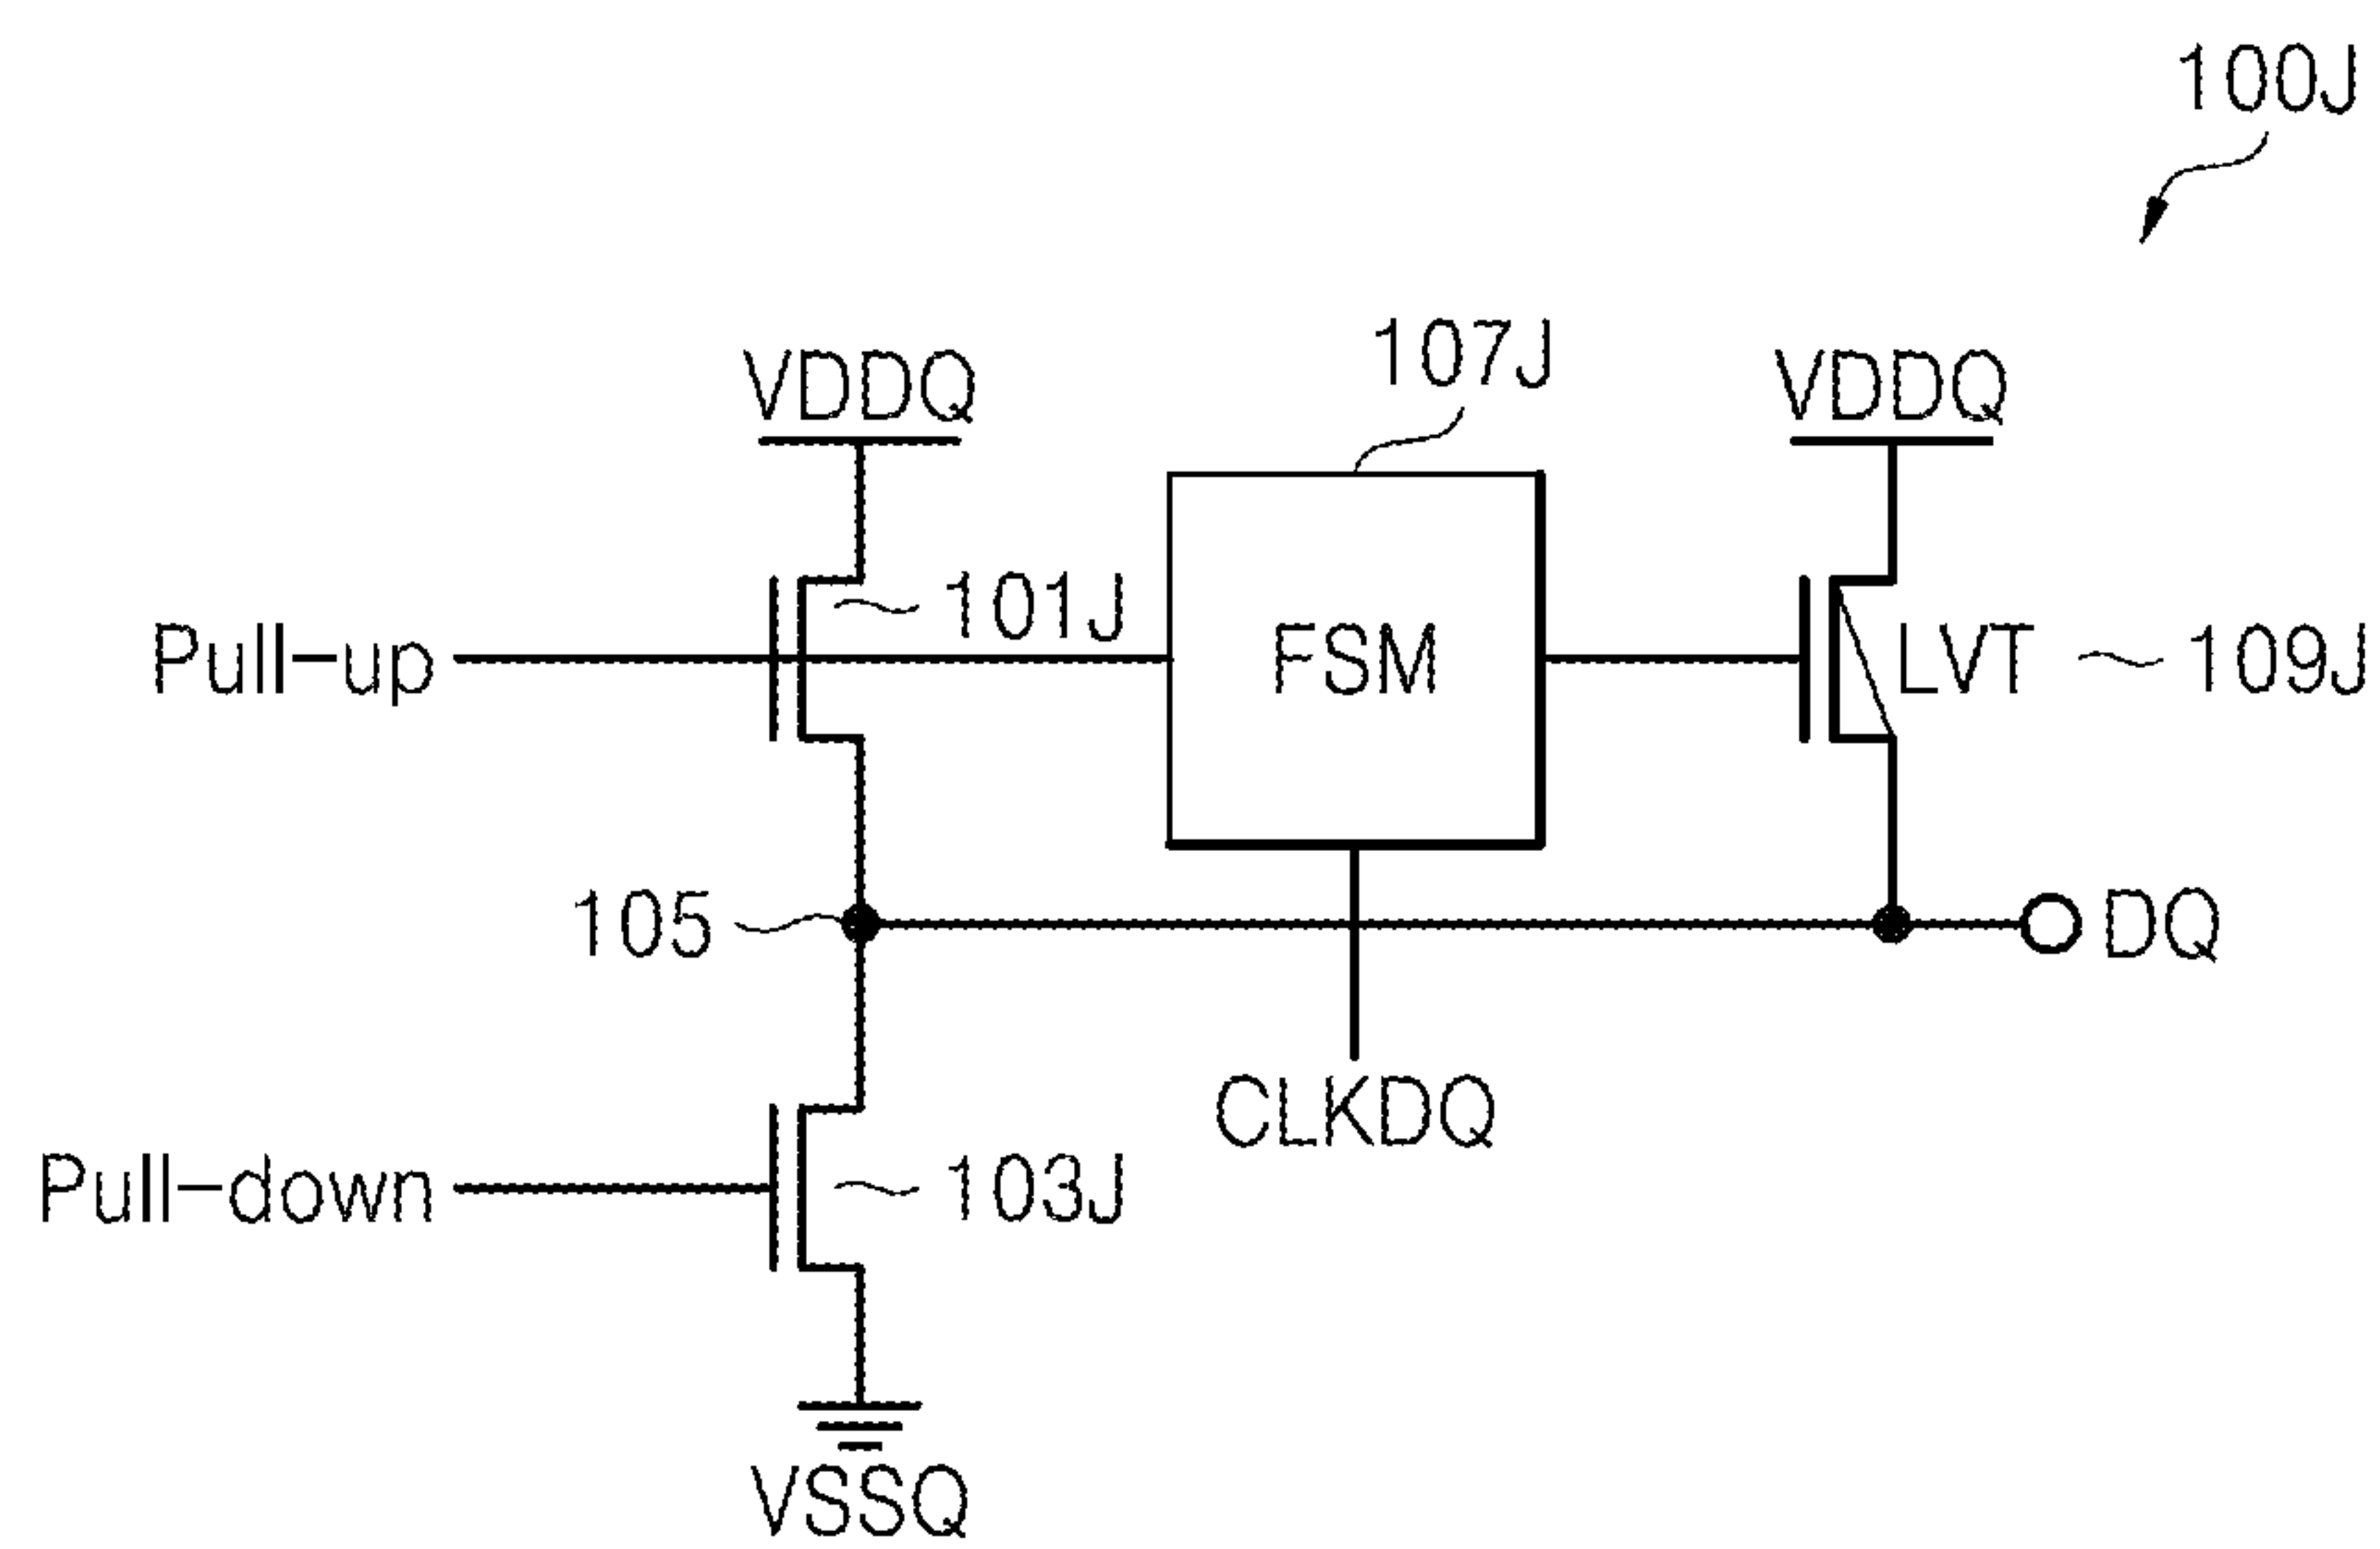 100J
107J
VDDQ
VDDQ
101J
Pull-up
FSM
LVT
109J
105
DQ
CLKDQ
Pull-down
103J
VSSQ